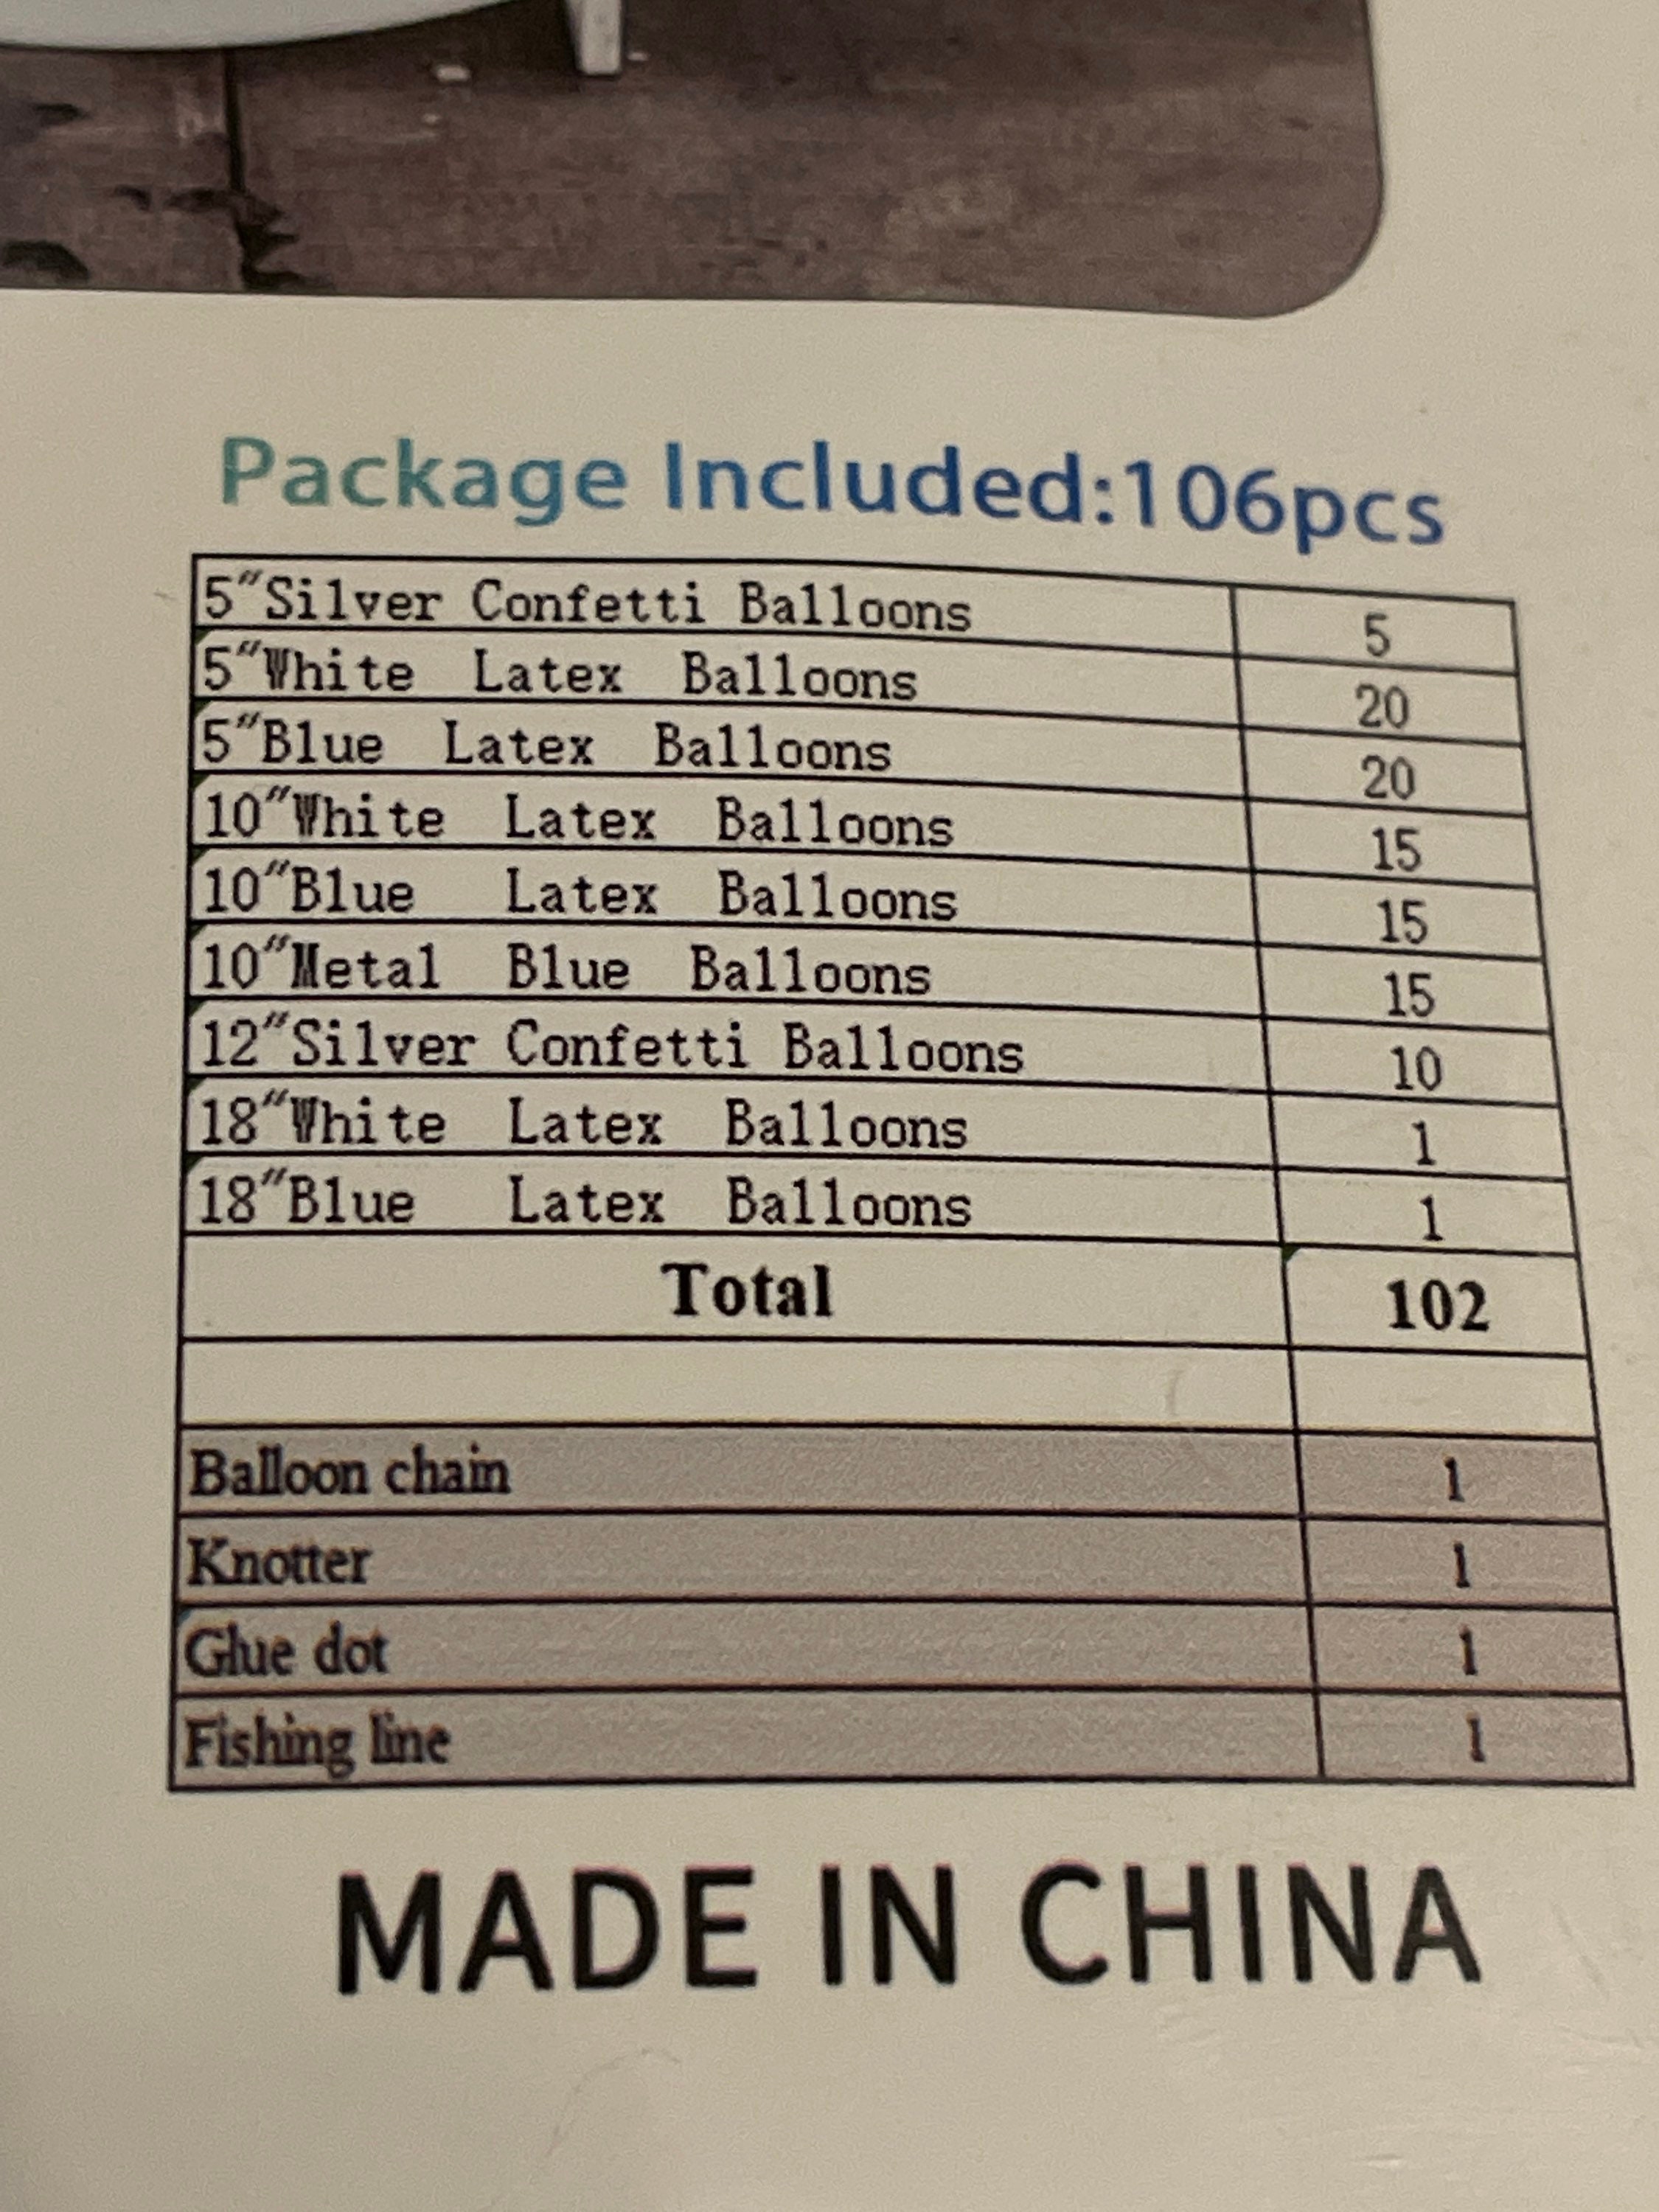 Package Included:106pcs
5"Silver Confetti Balloons 5
5"White Latex Balloons 20
5"Blue Latex Balloons 20
10"White Latex Balloons 15
10"Blue Latex Balloons 15
10"Metal Blue Balloons 15
12"Silver Confetti Balloons 10
18"White Latex Balloons 1
18"Blue Latex Balloons 1
Total 102
Balloon chain 1
Knotter 1
Glue dot 1
Fishing line 1
MADE IN CHINA